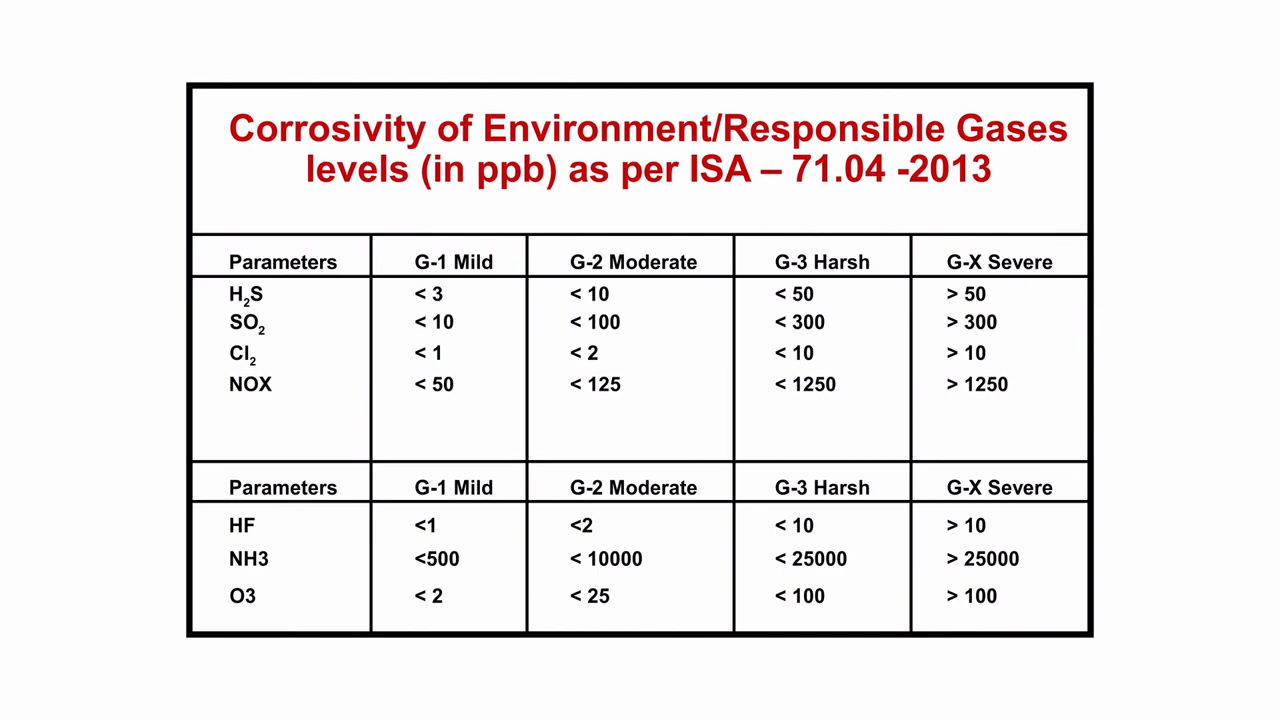 Corrosivity of Environment/Responsible Gases
levels (in ppb) as per ISA – 71.04 -2013
Parameters G-1 Mild G-2 Moderate G-3 Harsh G-X Severe
H₂S < 3 < 10 < 50 > 50
SO₂ < 10 < 100 < 300 > 300
Cl₂ < 1 < 2 < 10 > 10
NOX < 50 < 125 < 1250 > 1250
Parameters G-1 Mild G-2 Moderate G-3 Harsh G-X Severe
HF <1 <2 < 10 > 10
NH3 <500 < 10000 < 25000 > 25000
O3 < 2 < 25 < 100 > 100